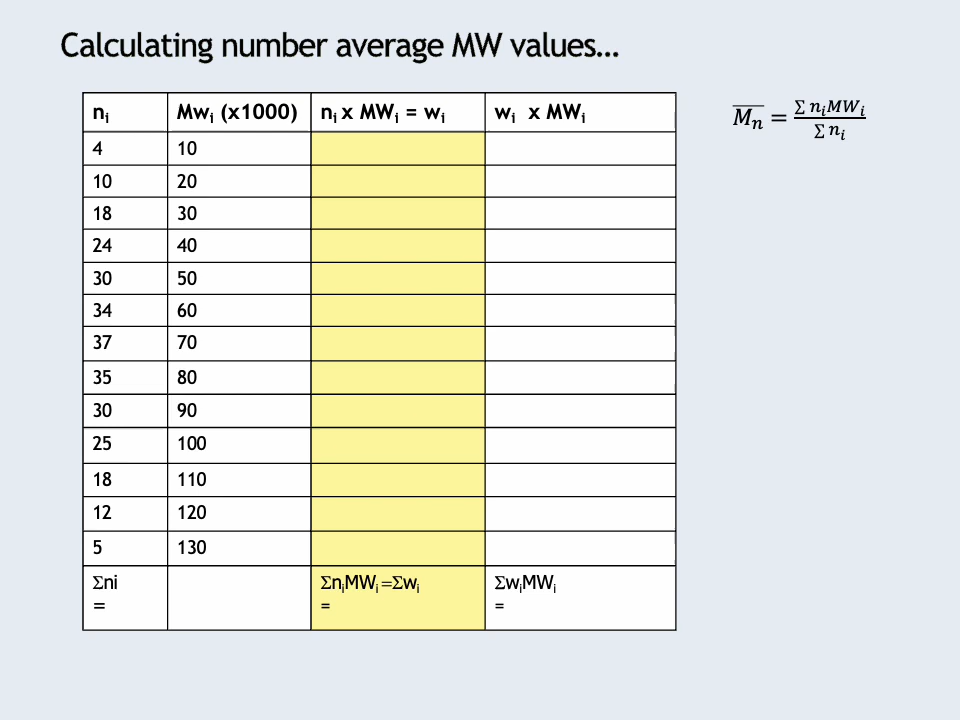 Calculating number average MW values…
nᵢ Mwᵢ (x1000) nᵢ x MWᵢ = wᵢ wᵢ x MWᵢ
4 10
10 20
18 30
24 40
30 50
34 60
37 70
35 80
30 90
25 100
18 110
12 120
5 130
Σni ΣnᵢMWᵢ=Σwᵢ ΣwᵢMWᵢ
= = =
M̅ₙ = ∑ nᵢMWᵢ / ∑ nᵢ